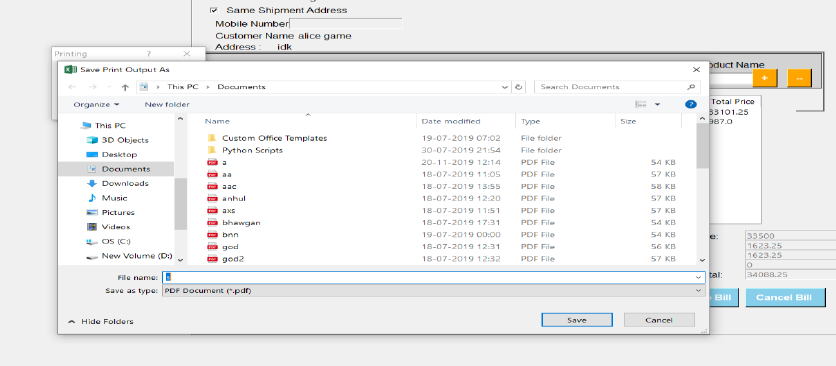 Same Shipment Address
Mobile Number
Customer Name alice game
Address : idk
Printing ? ×
Save Print Output As
oduct Name
+ --
This PC > Documents
Search Documents
Organize New folder
Total Price
33101.25
987.0
Name Date modified Type Size
This PC
3D Objects
Desktop
Documents
Downloads
Music
Pictures
Videos
OS (C:)
New Volume (D:)
Custom Office Templates 19-07-2019 07:02 File folder
Python Scripts 30-07-2019 21:54 File folder
a 20-11-2019 12:14 PDF File 54 KB
aa 18-07-2019 11:05 PDF File 57 KB
aac 18-07-2019 13:55 PDF File 58 KB
anhul 18-07-2019 12:20 PDF File 57 KB
axs 18-07-2019 11:51 PDF File 57 KB
bhawgan 18-07-2019 17:31 PDF File 54 KB
bnn 19-07-2019 00:00 PDF File 54 KB
god 18-07-2019 12:31 PDF File 56 KB
god2 18-07-2019 12:32 PDF File 57 KB
e: 33500
1623.25
1623.25
0
tal: 34088.25
File name:
Save as type: PDF Document (*.pdf)
Bill Cancel Bill
Hide Folders Save Cancel